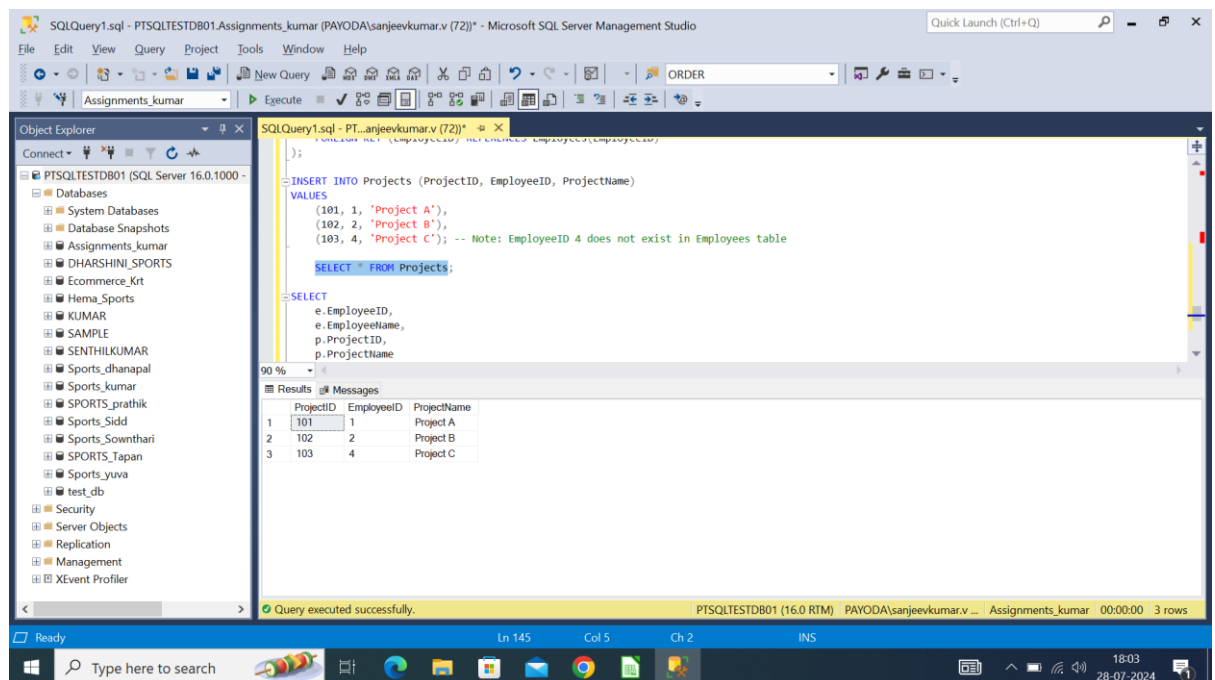 SQLQuery1.sql - PTSQLTESTDB01.Assignments_kumar (PAYODA\sanjeevkumar.v (72))* - Microsoft SQL Server Management Studio
Quick Launch (Ctrl+Q)
File Edit View Query Project Tools Window Help
New Query
ORDER
Assignments_kumar
Execute
Object Explorer
Connect
PTSQLTESTDB01 (SQL Server 16.0.1000 -
Databases
System Databases
Database Snapshots
Assignments_kumar
DHARSHINI_SPORTS
Ecommerce_Krt
Hema_Sports
KUMAR
SAMPLE
SENTHILKUMAR
Sports_dhanapal
Sports_kumar
SPORTS_prathik
Sports_Sidd
Sports_Sownthari
SPORTS_Tapan
Sports_yuva
test_db
Security
Server Objects
Replication
Management
XEvent Profiler
SQLQuery1.sql - PT...anjeevkumar.v (72))*
FOREIGN KEY (EmployeeID) REFERENCES Employees(EmployeeID)
);
INSERT INTO Projects (ProjectID, EmployeeID, ProjectName)
VALUES
(101, 1, 'Project A'),
(102, 2, 'Project B'),
(103, 4, 'Project C'); -- Note: EmployeeID 4 does not exist in Employees table
SELECT * FROM Projects;
SELECT
e.EmployeeID,
e.EmployeeName,
p.ProjectID,
p.ProjectName
90 %
Results Messages
ProjectID EmployeeID ProjectName
1 101 1 Project A
2 102 2 Project B
3 103 4 Project C
Query executed successfully.
PTSQLTESTDB01 (16.0 RTM) PAYODA\sanjeevkumar.v ... Assignments_kumar 00:00:00 3 rows
Ready Ln 145 Col 5 Ch 2 INS
Type here to search
18:03
28-07-2024